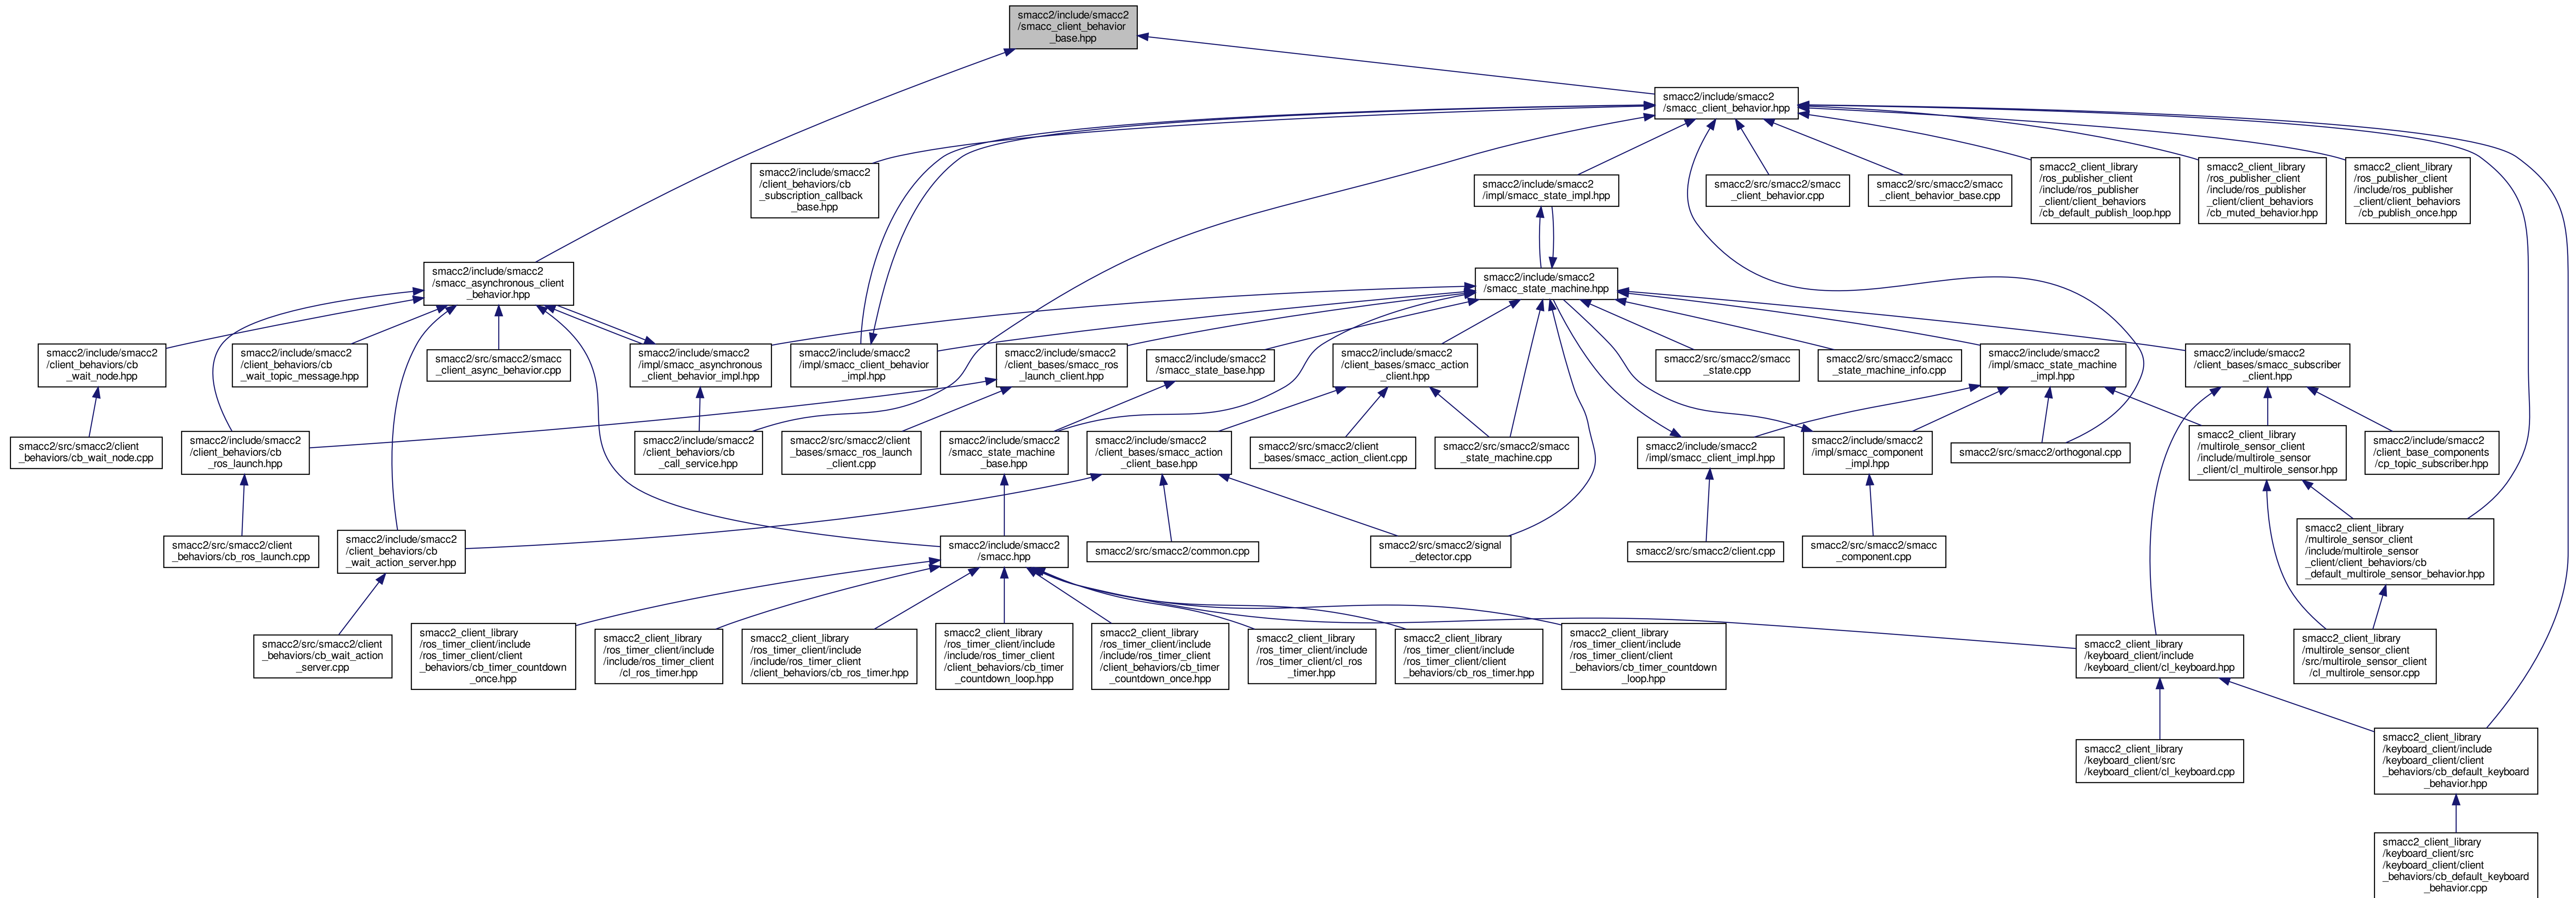 smacc2/include/smacc2
/smacc_client_behavior
_base.hpp
smacc2/include/smacc2
/smacc_client_behavior.hpp
smacc2/include/smacc2
/client_behaviors/cb
_subscription_callback
_base.hpp
smacc2/include/smacc2
/impl/smacc_state_impl.hpp
smacc2/src/smacc2/smacc
_client_behavior.cpp
smacc2/src/smacc2/smacc
_client_behavior_base.cpp
smacc2_client_library
/ros_publisher_client
/include/ros_publisher
_client/client_behaviors
/cb_default_publish_loop.hpp
smacc2_client_library
/ros_publisher_client
/include/ros_publisher
_client/client_behaviors
/cb_muted_behavior.hpp
smacc2_client_library
/ros_publisher_client
/include/ros_publisher
_client/client_behaviors
/cb_publish_once.hpp
smacc2/include/smacc2
/smacc_asynchronous_client
_behavior.hpp
smacc2/include/smacc2
/smacc_state_machine.hpp
smacc2/include/smacc2
/client_behaviors/cb
_wait_node.hpp
smacc2/include/smacc2
/client_behaviors/cb
_wait_topic_message.hpp
smacc2/src/smacc2/smacc
_client_async_behavior.cpp
smacc2/include/smacc2
/impl/smacc_asynchronous
_client_behavior_impl.hpp
smacc2/include/smacc2
/impl/smacc_client_behavior
_impl.hpp
smacc2/include/smacc2
/client_bases/smacc_ros
_launch_client.hpp
smacc2/include/smacc2
/smacc_state_base.hpp
smacc2/include/smacc2
/client_bases/smacc_action
_client.hpp
smacc2/src/smacc2/smacc
_state.cpp
smacc2/src/smacc2/smacc
_state_machine_info.cpp
smacc2/include/smacc2
/impl/smacc_state_machine
_impl.hpp
smacc2/include/smacc2
/client_bases/smacc_subscriber
_client.hpp
smacc2/src/smacc2/client
_behaviors/cb_wait_node.cpp
smacc2/include/smacc2
/client_behaviors/cb
_ros_launch.hpp
smacc2/include/smacc2
/client_behaviors/cb
_call_service.hpp
smacc2/src/smacc2/client
_bases/smacc_ros_launch
_client.cpp
smacc2/include/smacc2
/smacc_state_machine
_base.hpp
smacc2/include/smacc2
/client_bases/smacc_action
_client_base.hpp
smacc2/src/smacc2/client
_bases/smacc_action_client.cpp
smacc2/src/smacc2/smacc
_state_machine.cpp
smacc2/include/smacc2
/impl/smacc_client_impl.hpp
smacc2/include/smacc2
/impl/smacc_component
_impl.hpp
smacc2/src/smacc2/orthogonal.cpp
smacc2_client_library
/multirole_sensor_client
/include/multirole_sensor
_client/cl_multirole_sensor.hpp
smacc2/include/smacc2
/client_base_components
/cp_topic_subscriber.hpp
smacc2/src/smacc2/client
_behaviors/cb_ros_launch.cpp
smacc2/include/smacc2
/client_behaviors/cb
_wait_action_server.hpp
smacc2/include/smacc2
/smacc.hpp
smacc2/src/smacc2/common.cpp
smacc2/src/smacc2/signal
_detector.cpp
smacc2/src/smacc2/client.cpp
smacc2/src/smacc2/smacc
_component.cpp
smacc2_client_library
/multirole_sensor_client
/include/multirole_sensor
_client/client_behaviors/cb
_default_multirole_sensor_behavior.hpp
smacc2/src/smacc2/client
_behaviors/cb_wait_action
_server.cpp
smacc2_client_library
/ros_timer_client/include
/ros_timer_client/client
_behaviors/cb_timer_countdown
_once.hpp
smacc2_client_library
/ros_timer_client/include
/include/ros_timer_client
/cl_ros_timer.hpp
smacc2_client_library
/ros_timer_client/include
/include/ros_timer_client
/client_behaviors/cb_ros_timer.hpp
smacc2_client_library
/ros_timer_client/include
/include/ros_timer_client
/client_behaviors/cb_timer
_countdown_loop.hpp
smacc2_client_library
/ros_timer_client/include
/include/ros_timer_client
/client_behaviors/cb_timer
_countdown_once.hpp
smacc2_client_library
/ros_timer_client/include
/ros_timer_client/cl_ros
_timer.hpp
smacc2_client_library
/ros_timer_client/include
/ros_timer_client/client
_behaviors/cb_ros_timer.hpp
smacc2_client_library
/ros_timer_client/include
/ros_timer_client/client
_behaviors/cb_timer_countdown
_loop.hpp
smacc2_client_library
/keyboard_client/include
/keyboard_client/cl_keyboard.hpp
smacc2_client_library
/multirole_sensor_client
/src/multirole_sensor_client
/cl_multirole_sensor.cpp
smacc2_client_library
/keyboard_client/src
/keyboard_client/cl_keyboard.cpp
smacc2_client_library
/keyboard_client/include
/keyboard_client/client
_behaviors/cb_default_keyboard
_behavior.hpp
smacc2_client_library
/keyboard_client/src
/keyboard_client/client
_behaviors/cb_default_keyboard
_behavior.cpp